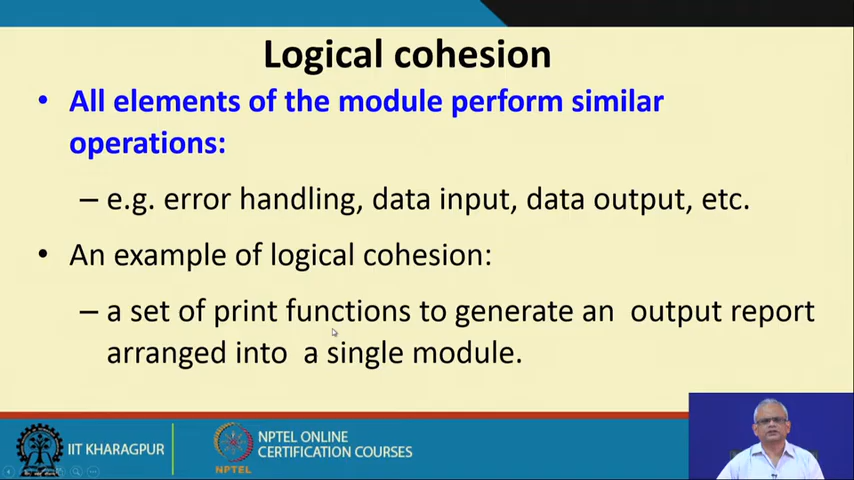 Logical cohesion
• All elements of the module perform similar
operations:
– e.g. error handling, data input, data output, etc.
• An example of logical cohesion:
– a set of print functions to generate an output report
arranged into a single module.
IIT KHARAGPUR
NPTEL
NPTEL ONLINE
CERTIFICATION COURSES